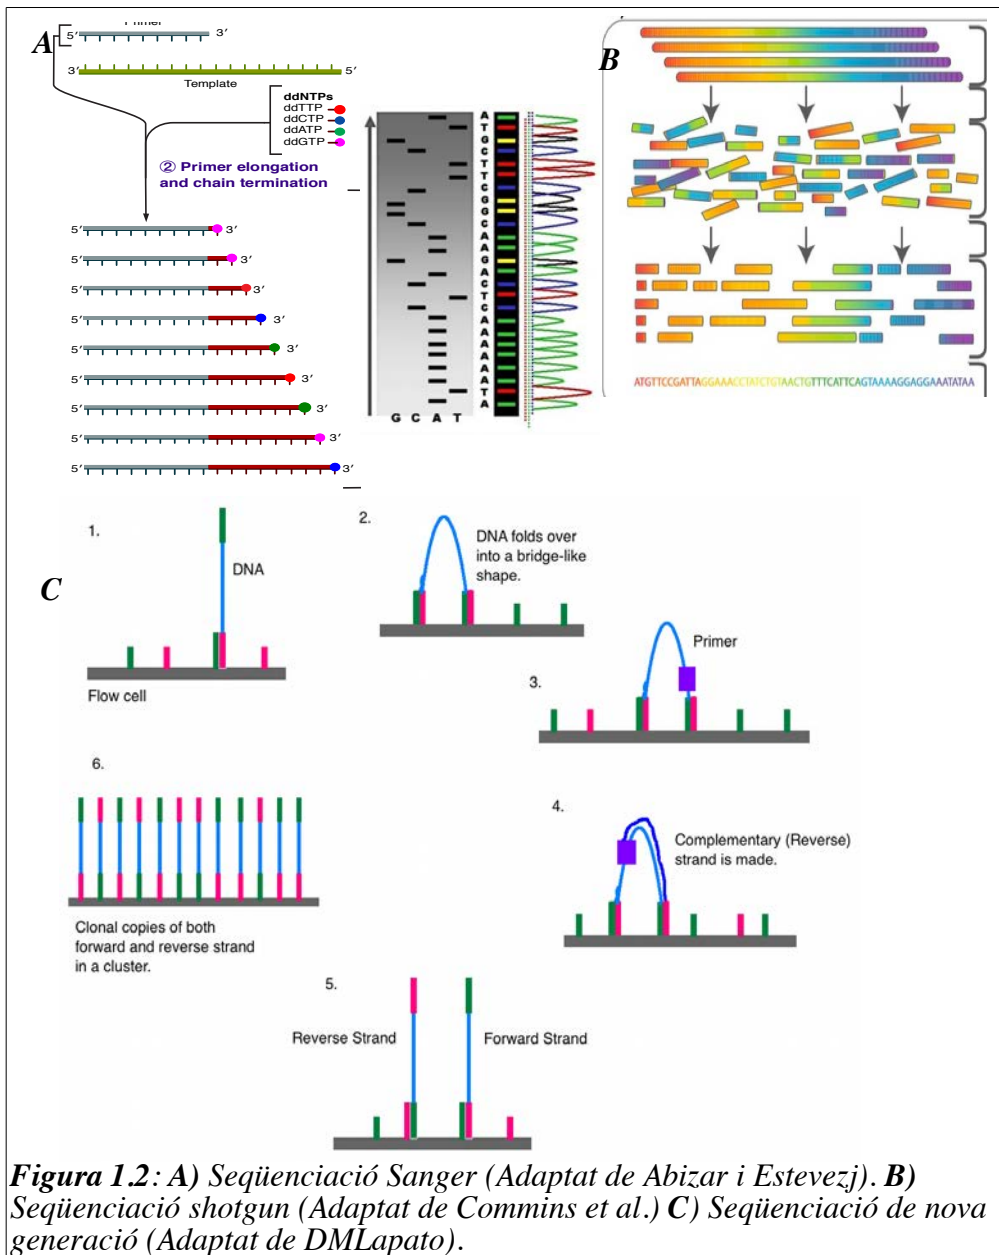 A
Primer
5′ 3′
3′ 5′
Template
ddNTPs
ddTTP
ddCTP
ddATP
ddGTP
② Primer elongation
and chain termination
5′ 3′
5′ 3′
5′ 3′
5′ 3′
5′ 3′
5′ 3′
5′ 3′
5′ 3′
5′ 3′
A
T
G
C
T
T
C
G
G
C
A
A
G
A
C
T
C
A
A
A
A
A
A
T
A
G C A T
B
ATGTTCCGATTAGGAAACCTATCTGTAACTGTTTCATTCAGTAAAAGGAGGAAATATAA
C
1.
DNA
Flow cell
2.
DNA folds over
into a bridge-like
shape.
3.
Primer
4.
Complementary (Reverse)
strand is made.
5.
Reverse Strand
Forward Strand
6.
Clonal copies of both
forward and reverse strand
in a cluster.
Figura 1.2: A) Seqüenciació Sanger (Adaptat de Abizar i Estevezj). B)
Seqüenciació shotgun (Adaptat de Commins et al.) C) Seqüenciació de nova
generació (Adaptat de DMLapato).